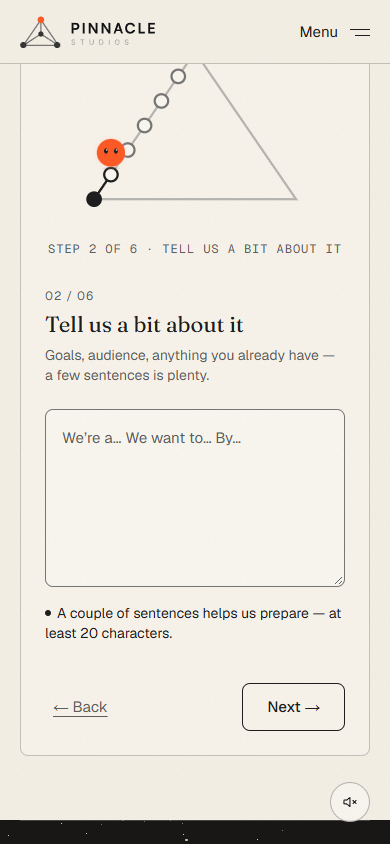 PINNACLE
STUDIOS
Menu
STEP 2 OF 6 · TELL US A BIT ABOUT IT
02 / 06
Tell us a bit about it
Goals, audience, anything you already have —
a few sentences is plenty.
We're a… We want to… By…
• A couple of sentences helps us prepare — at
least 20 characters.
← Back
Next →